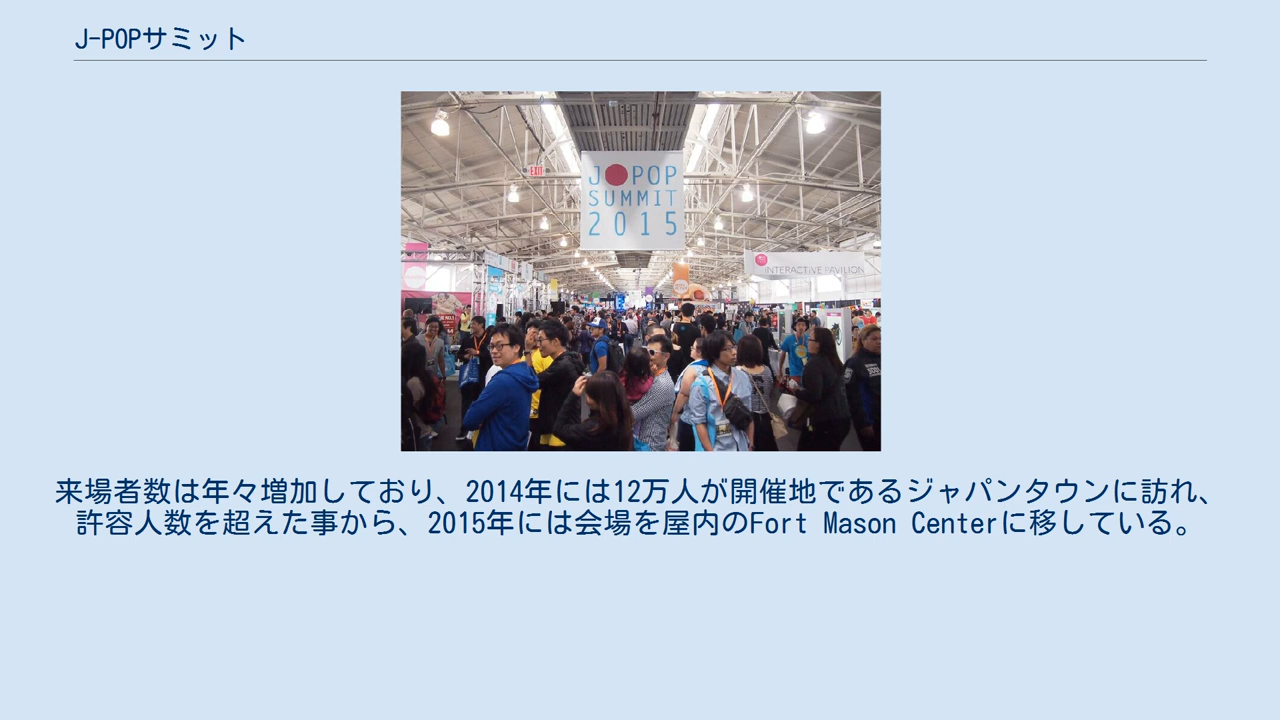 J-POPサミット
EXIT
J●POP
SUMMIT
2015
INTERACTIVE PAVILION
来場者数は年々増加しており、2014年には12万人が開催地であるジャパンタウンに訪れ、
許容人数を超えた事から、2015年には会場を屋内のFort Mason Centerに移している。